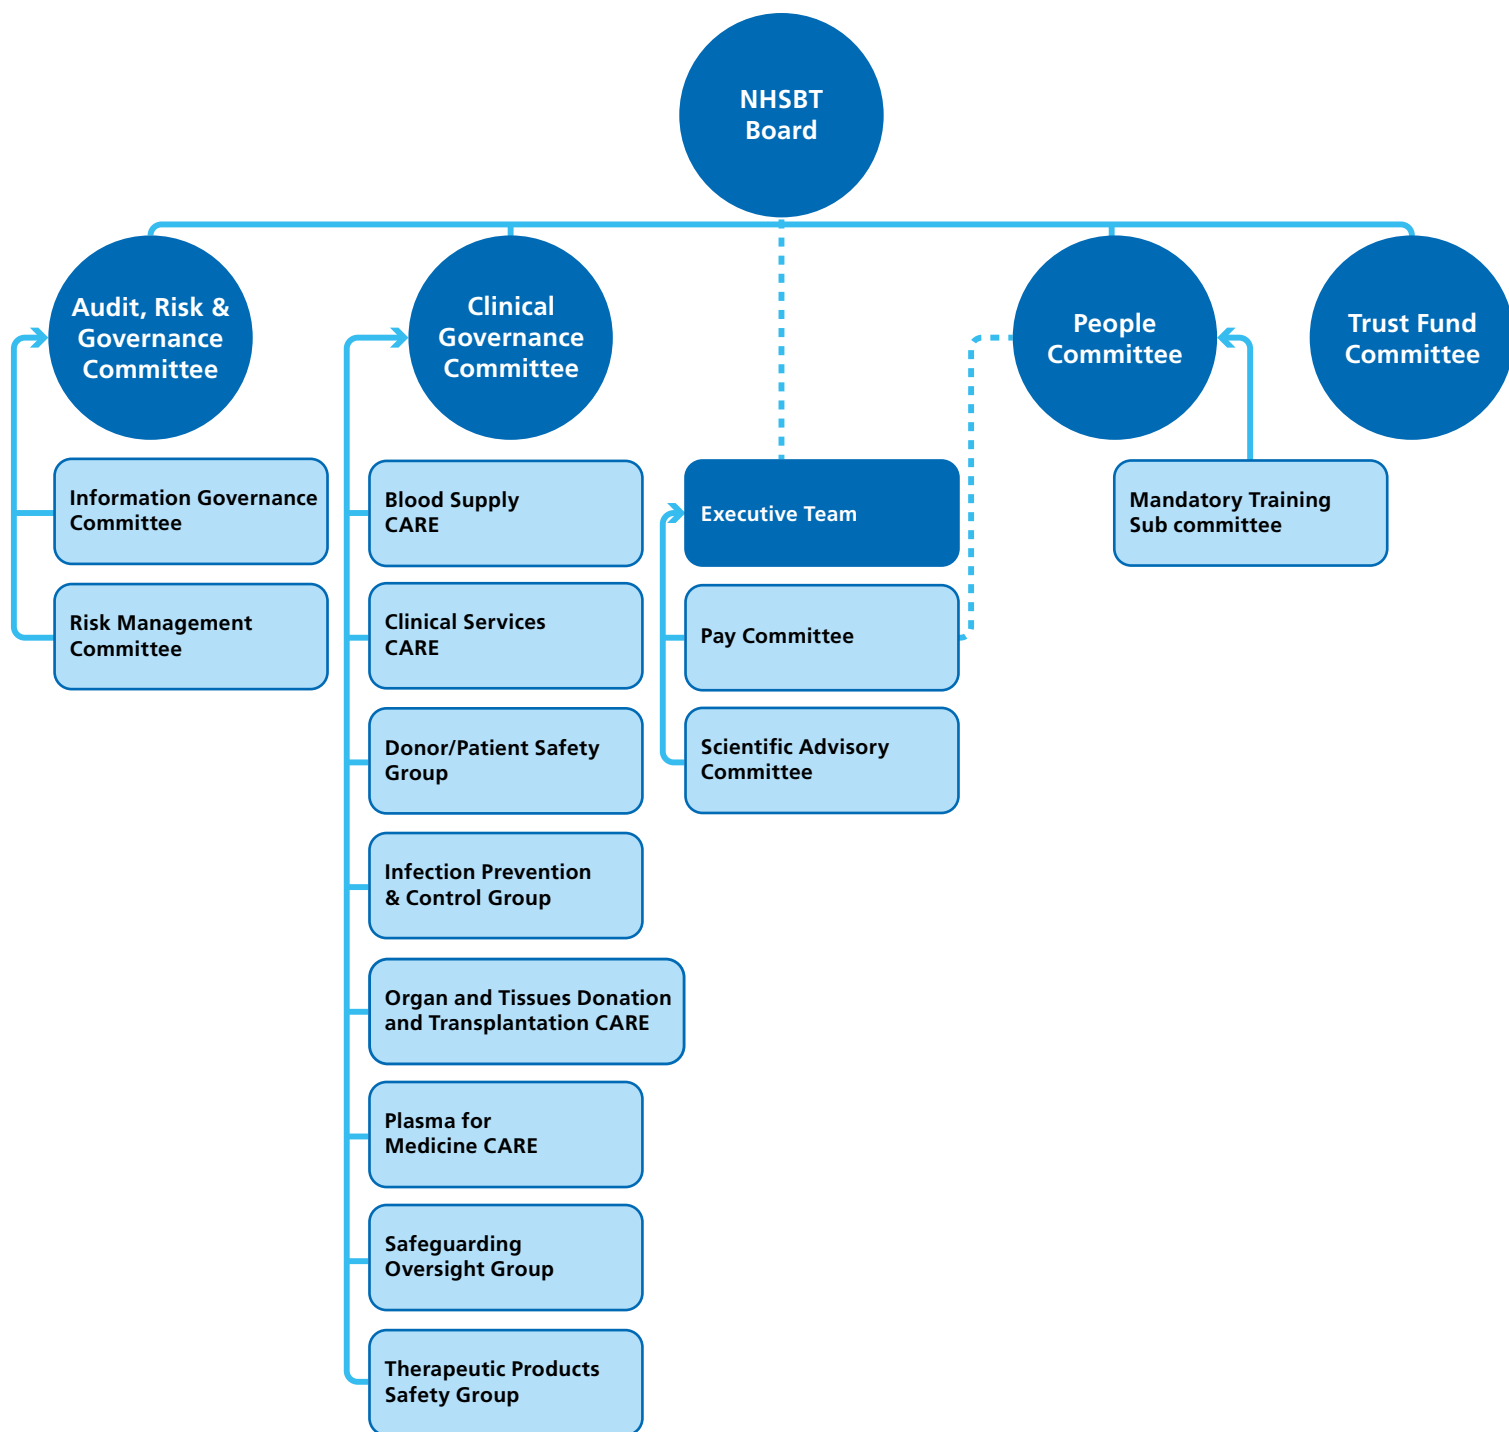 NHSBT
Board
Audit, Risk &
Governance
Committee
Clinical
Governance
Committee
People
Committee
Trust Fund
Committee
Information Governance
Committee
Risk Management
Committee
Blood Supply
CARE
Clinical Services
CARE
Donor/Patient Safety
Group
Infection Prevention
& Control Group
Organ and Tissues Donation
and Transplantation CARE
Plasma for
Medicine CARE
Safeguarding
Oversight Group
Therapeutic Products
Safety Group
Executive Team
Pay Committee
Scientific Advisory
Committee
Mandatory Training
Sub committee